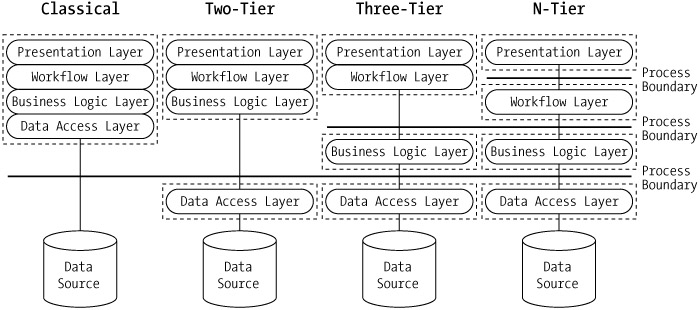 Classical
Two-Tier
Three-Tier
N-Tier
Presentation Layer
Presentation Layer
Presentation Layer
Presentation Layer
Workflow Layer
Workflow Layer
Workflow Layer
Process
Boundary
Business Logic Layer
Business Logic Layer
Workflow Layer
Data Access Layer
Process
Boundary
Business Logic Layer
Business Logic Layer
Process
Boundary
Data Access Layer
Data Access Layer
Data Access Layer
Data
Source
Data
Source
Data
Source
Data
Source